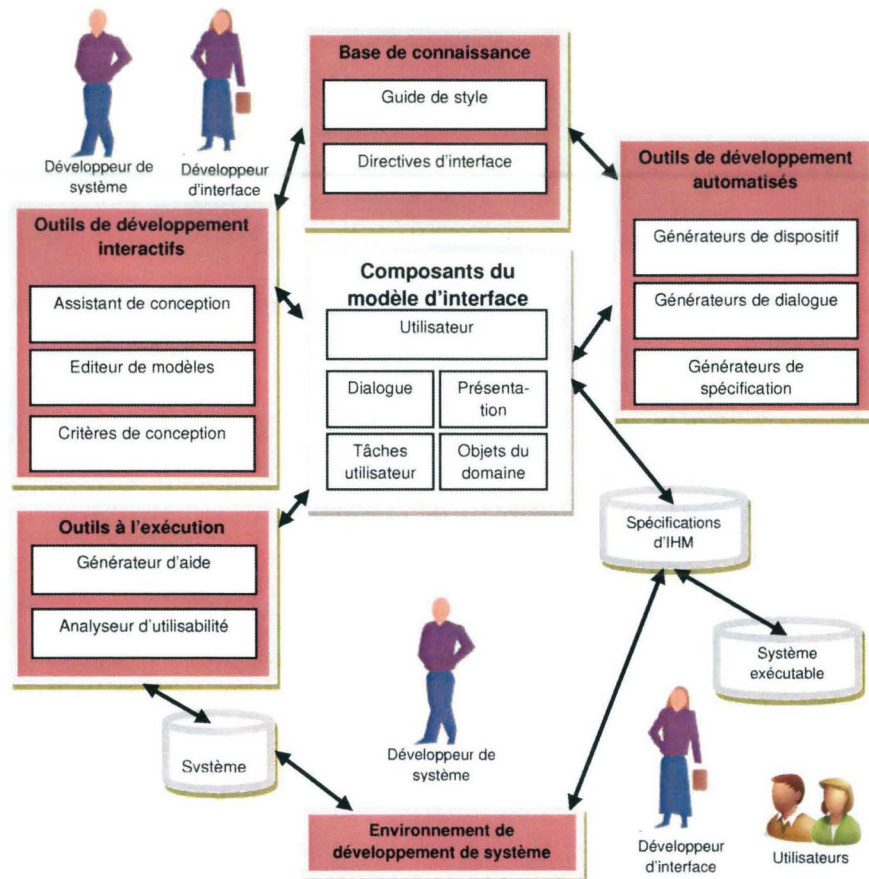 Base de connaissance
Guide de style
Directives d'interface
Développeur de
système
Développeur
d'interface
Outils de développement
automatisés
Générateurs de dispositif
Générateurs de dialogue
Générateurs de
spécification
Outils de développement
interactifs
Assistant de conception
Editeur de modèles
Critères de conception
Composants du
modèle d'interface
Utilisateur
Dialogue
Présenta-
tion
Tâches
utilisateur
Objets du
domaine
Outils à l'exécution
Générateur d'aide
Analyseur d'utilisabilité
Spécifications
d'IHM
Système
exécutable
Système
Développeur de
système
Environnement de
développement de système
Développeur
d'interface
Utilisateurs